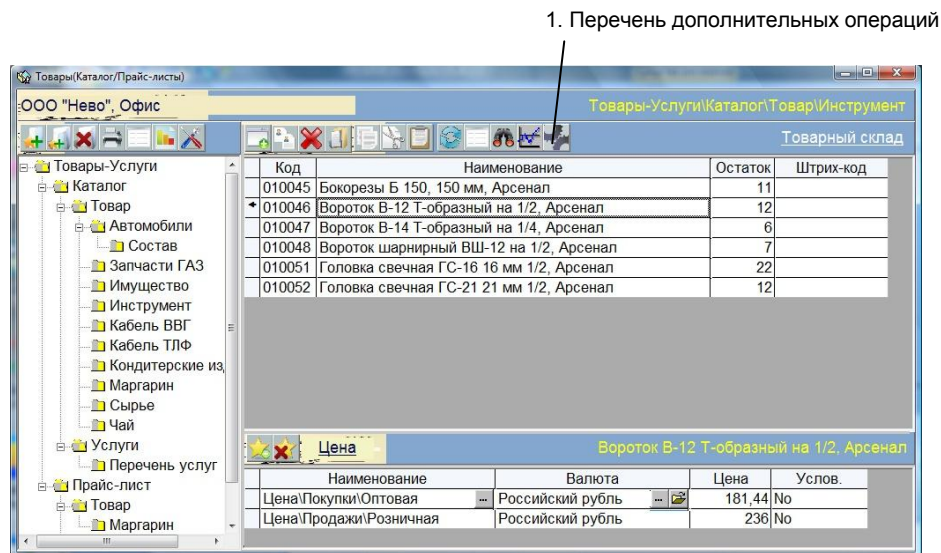 1. Перечень дополнительных операций
Товары(Каталог/Прайс-листы)
ООО "Нево", Офис
Товары-Услуги\Каталог\Товар\Инструмент
Товарный склад
Товары-Услуги
Каталог
Товар
Автомобили
Состав
Запчасти ГАЗ
Имущество
Инструмент
Кабель ВВГ
Кабель ТЛФ
Кондитерские из
Маргарин
Сырье
Чай
Услуги
Перечень услуг
Прайс-лист
Товар
Маргарин
Код Наименование Остаток Штрих-код
010045 Бокорезы Б 150, 150 мм, Арсенал 11
010046 Вороток В-12 Т-образный на 1/2, Арсенал 12
010047 Вороток В-14 Т-образный на 1/4, Арсенал 6
010048 Вороток шарнирный ВШ-12 на 1/2, Арсенал 7
010051 Головка свечная ГС-16 16 мм 1/2, Арсенал 22
010052 Головка свечная ГС-21 21 мм 1/2, Арсенал 12
Цена
Вороток В-12 Т-образный на 1/2, Арсенал
Наименование Валюта Цена Услов.
Цена\Покупки\Оптовая ... Российский рубль ... 181,44 No
Цена\Продажи\Розничная Российский рубль 236 No